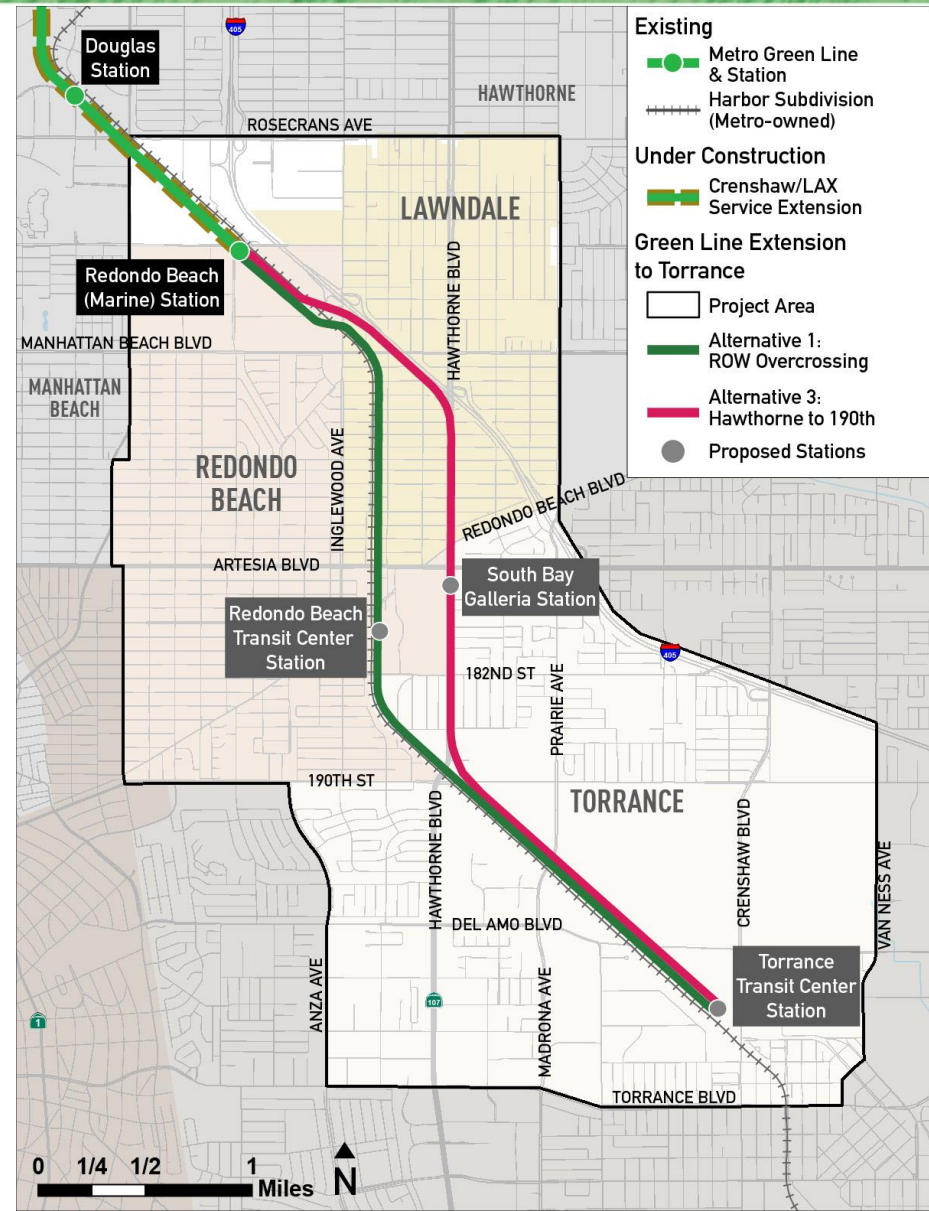 405
Douglas
Station
HAWTHORNE
ROSECRANS AVE
LAWNDALE
HAWTHORNE BLVD
Redondo Beach
(Marine) Station
MANHATTAN BEACH BLVD
MANHATTAN
BEACH
REDONDO
BEACH
INGLEWOOD AVE
REDONDO BEACH BLVD
ARTESIA BLVD
South Bay
Galleria Station
Redondo Beach
Transit Center
Station
182ND ST
PRAIRIE AVE
405
190TH ST
TORRANCE
HAWTHORNE BLVD
CRENSHAW BLVD
VAN NESS AVE
DEL AMO BLVD
ANZA AVE
107
MADRONA AVE
Torrance
Transit Center
Station
1
TORRANCE BLVD
0 1/4 1/2 1
Miles
N
Existing
Metro Green Line
& Station
Harbor Subdivision
(Metro-owned)
Under Construction
Crenshaw/LAX
Service Extension
Green Line Extension
to Torrance
Project Area
Alternative 1:
ROW Overcrossing
Alternative 3:
Hawthorne to 190th
Proposed Stations